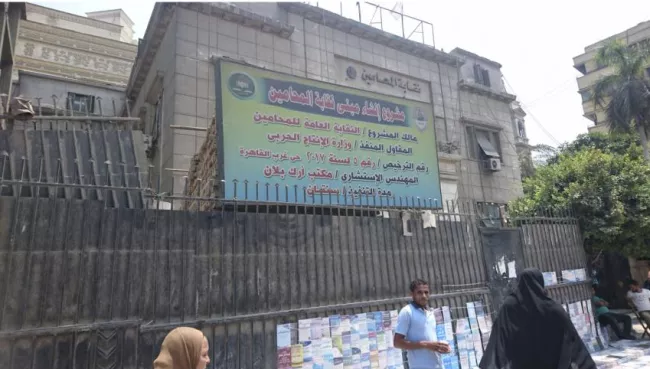 نقابة المحامين
مشروع إنشاء مبنى نقابة المحامين
مالك المشروع / النقابة العامة للمحامين
المقاول المنفذ / وزارة الإنتاج الحربي
رقم الترخيص / رقم ٥ لسنة ٢٠١٧ حي غرب القاهرة
المهندس الاستشاري / مكتب ارك بلان
مدة التنفيذ / سنتان